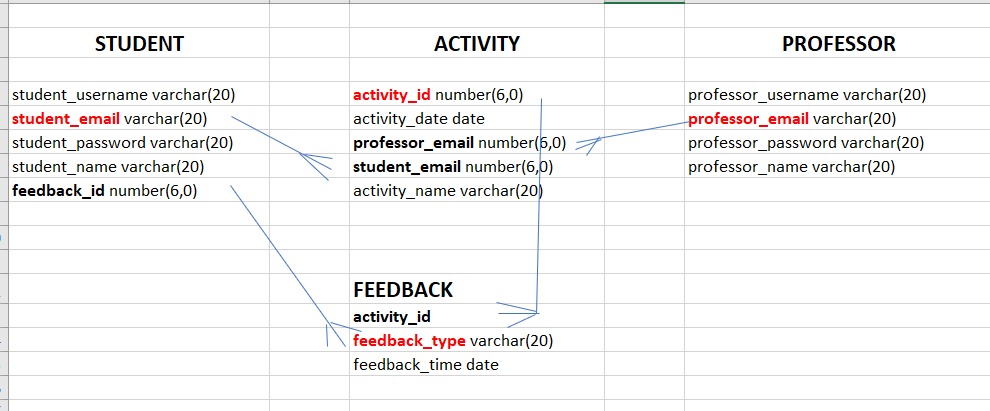 STUDENT
student_username varchar(20)
student_email varchar(20)
student_password varchar(20)
student_name varchar(20)
feedback_id number(6,0)
ACTIVITY
activity_id number(6,0)
activity_date date
professor_email number(6,0)
student_email number(6,0)
activity_name varchar(20)
PROFESSOR
professor_username varchar(20)
professor_email varchar(20)
professor_password varchar(20)
professor_name varchar(20)
FEEDBACK
activity_id
feedback_type varchar(20)
feedback_time date